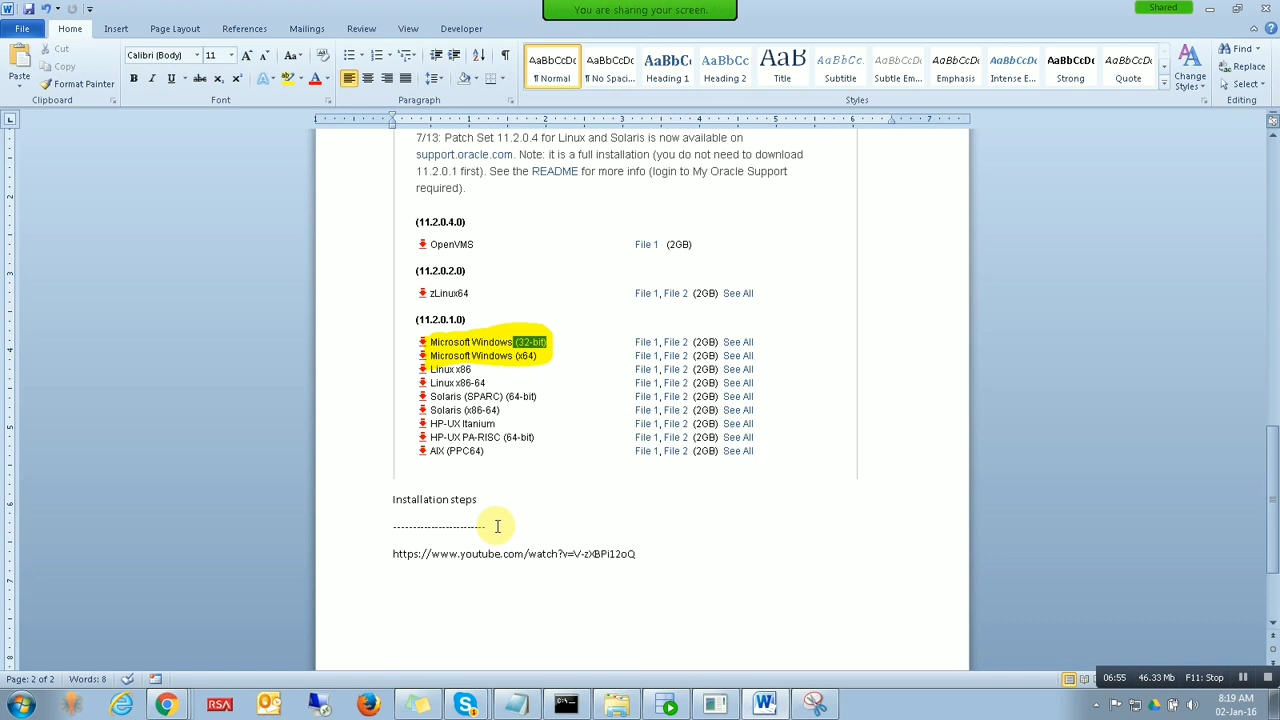 You are sharing your screen.
Shared
File Home Insert Page Layout References Mailings Review View Developer
Paste
Cut
Copy
Format Painter
Clipboard
Calibri (Body) 11
Font
Paragraph
AaBbCcDc AaBbCcDc AaBbCc AaBbCc AaB AaBbCc. AaBbCcDc AaBbCcDc AaBbCcDc AaBbCcDc AaBbCcDc
¶ Normal ¶ No Spaci... Heading 1 Heading 2 Title Subtitle Subtle Em... Emphasis Intense E... Strong Quote
Styles
Change Styles
Find
Replace
Select
Editing
7/13: Patch Set 11.2.0.4 for Linux and Solaris is now available on
support.oracle.com. Note: it is a full installation (you do not need to download
11.2.0.1 first). See the README for more info (login to My Oracle Support
required).
(11.2.0.4.0)
OpenVMS File 1 (2GB)
(11.2.0.2.0)
zLinux64 File 1, File 2 (2GB) See All
(11.2.0.1.0)
Microsoft Windows (32-bit) File 1, File 2 (2GB) See All
Microsoft Windows (x64) File 1, File 2 (2GB) See All
Linux x86 File 1, File 2 (2GB) See All
Linux x86-64 File 1, File 2 (2GB) See All
Solaris (SPARC) (64-bit) File 1, File 2 (2GB) See All
Solaris (x86-64) File 1, File 2 (2GB) See All
HP-UX Itanium File 1, File 2 (2GB) See All
HP-UX PA-RISC (64-bit) File 1, File 2 (2GB) See All
AIX (PPC64) File 1, File 2 (2GB) See All
Installation steps
------------------------
https://www.youtube.com/watch?v=V-zXBPi12oQ
Page: 2 of 2 Words: 8
06:55 46.33 Mb F11: Stop
RSA
8:19 AM
02-Jan-16